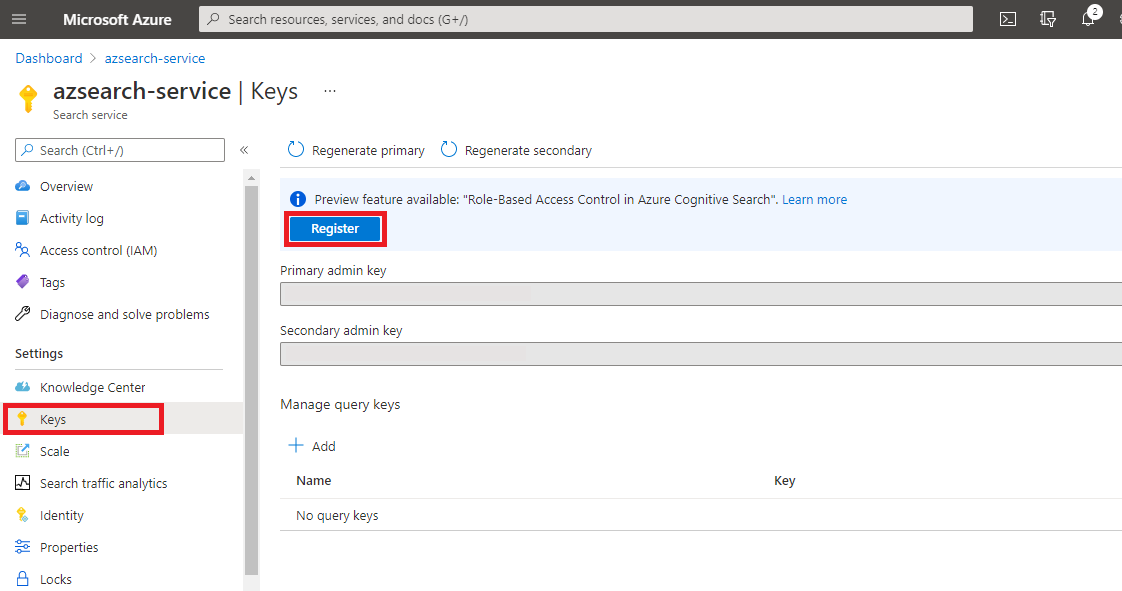 Microsoft Azure
Search resources, services, and docs (G+/)
2
Dashboard > azsearch-service
azsearch-service | Keys ...
Search service
Search (Ctrl+/) «
Overview
Activity log
Access control (IAM)
Tags
Diagnose and solve problems
Settings
Knowledge Center
Keys
Scale
Search traffic analytics
Identity
Properties
Locks
Regenerate primary Regenerate secondary
Preview feature available: "Role-Based Access Control in Azure Cognitive Search". Learn more
Register
Primary admin key
Secondary admin key
Manage query keys
+ Add
Name Key
No query keys